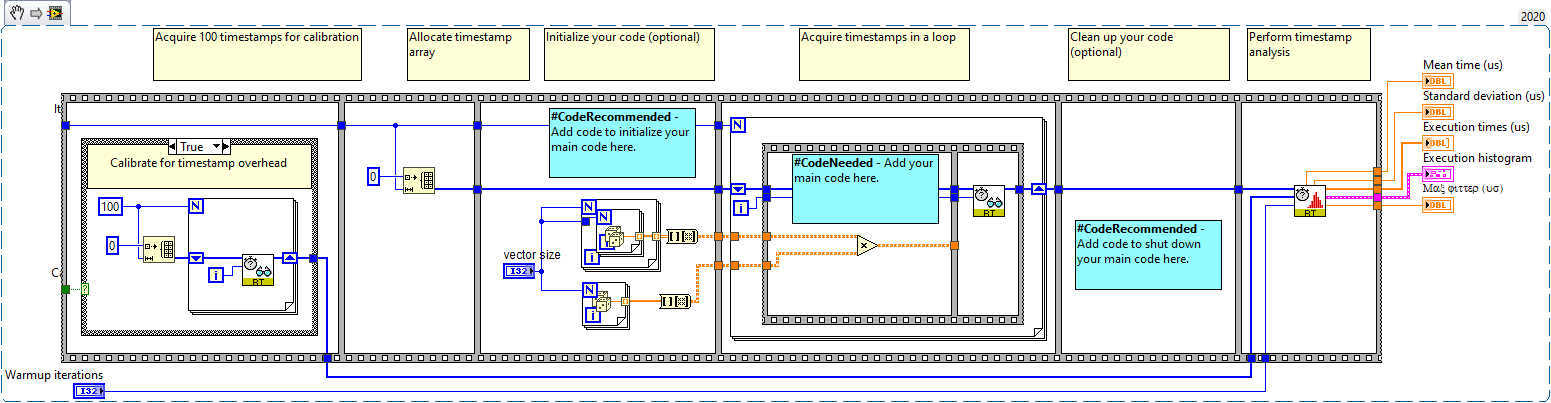 2020
Acquire 100 timestamps for calibration
Allocate timestamp
array
Initialize your code (optional)
Acquire timestamps in a loop
Clean up your code
(optional)
Perform timestamp
analysis
Mean time (us)
DBL
Standard deviation (us)
DBL
Execution times (us)
DBL
Execution histogram
Μαξ φιττερ (υσ)
DBL
It
True
Calibrate for timestamp overhead
100
N
0
i
RT
Ca
?
0
#CodeRecommended -
Add code to initialize your
main code here.
vector size
I32
N
N
i
N
i
N
i
#CodeNeeded - Add your
main code here.
RT
#CodeRecommended -
Add code to shut down
your main code here.
RT
Warmup iterations
I32